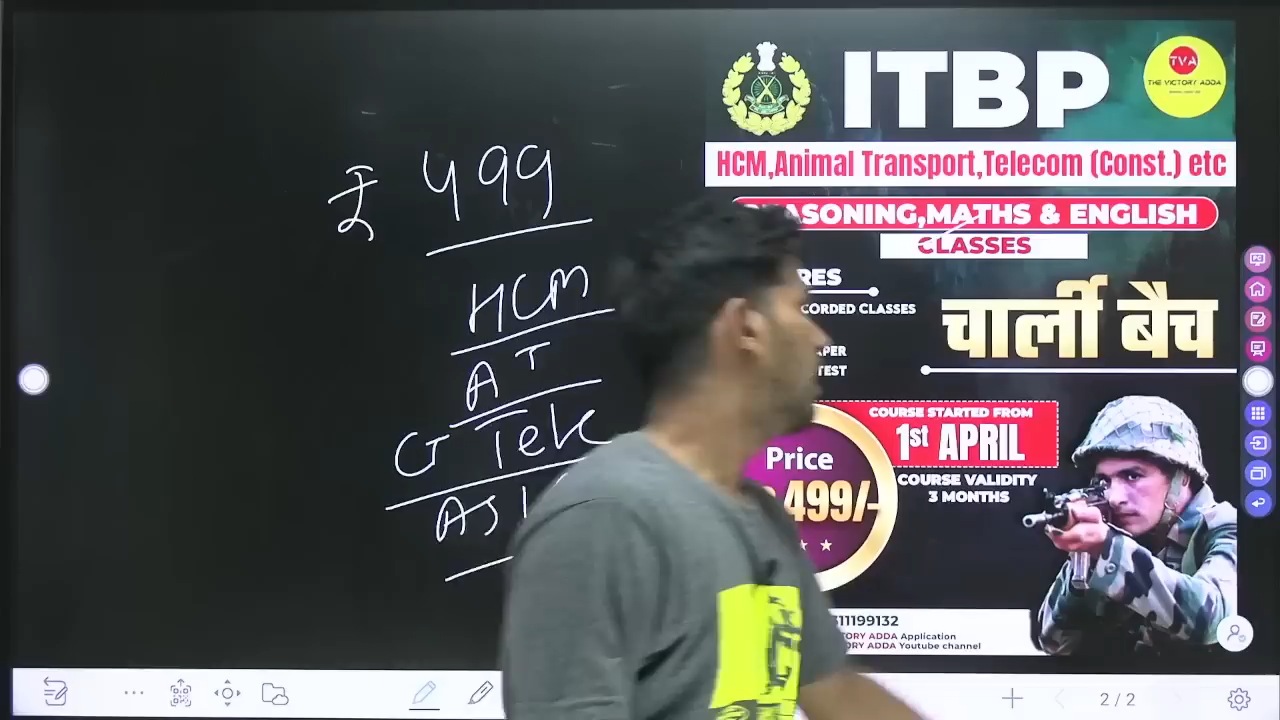 ₹ 499
HCM
A T
G Tele
ASI
ITBP
TVA
THE VICTORY ADDA
HCM,Animal Transport,Telecom (Const.) etc
ASONING,MATHS & ENGLISH
CLASSES
RES
CORDED CLASSES
चार्ली बैच
PER
TEST
COURSE STARTED FROM
1st APRIL
Price
499/-
COURSE VALIDITY
3 MONTHS
11199132
TORY ADDA Application
ORY ADDA Youtube channel
2/2